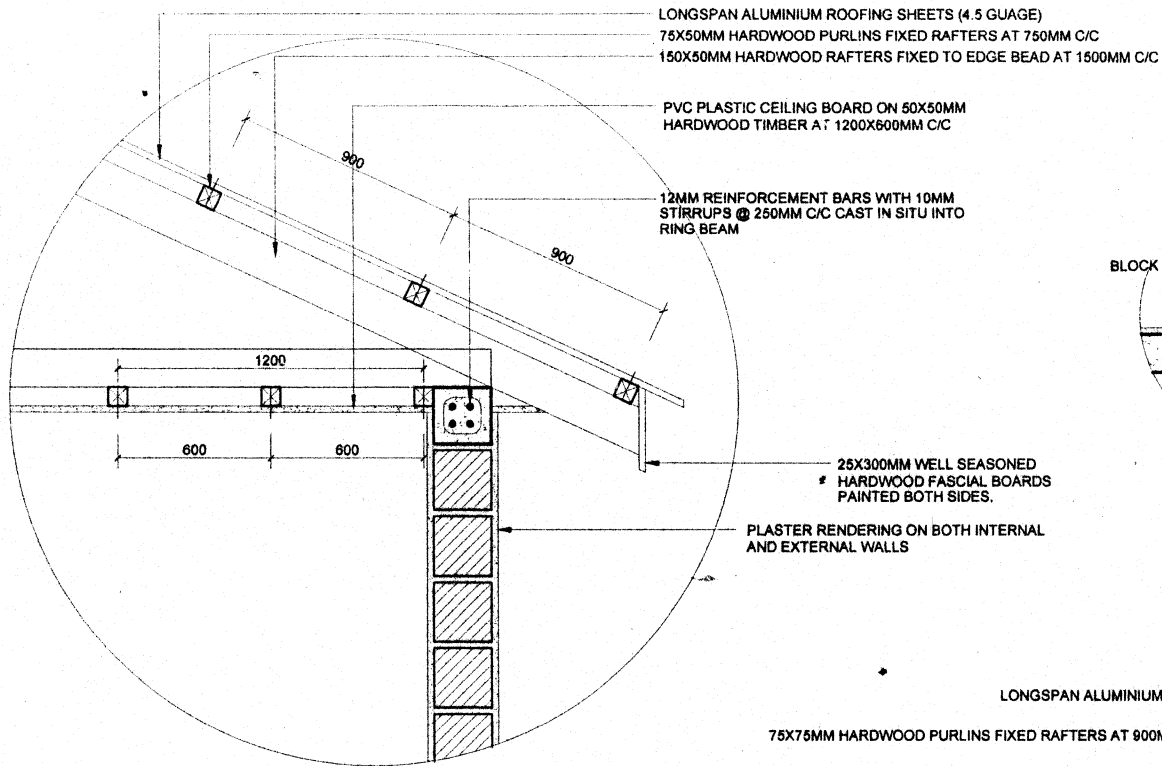 LONGSPAN ALUMINIUM ROOFING SHEETS (4.5 GUAGE)
75X50MM HARDWOOD PURLINS FIXED RAFTERS AT 750MM C/C
150X50MM HARDWOOD RAFTERS FIXED TO EDGE BEAD AT 1500MM C/C
PVC PLASTIC CEILING BOARD ON 50X50MM
HARDWOOD TIMBER AT 1200X600MM C/C
900
12MM REINFORCEMENT BARS WITH 10MM
STIRRUPS @ 250MM C/C CAST IN SITU INTO
RING BEAM
900
BLOCK
1200
600
600
25X300MM WELL SEASONED
HARDWOOD FASCIAL BOARDS
PAINTED BOTH SIDES.
PLASTER RENDERING ON BOTH INTERNAL
AND EXTERNAL WALLS
LONGSPAN ALUMINIUM
75X75MM HARDWOOD PURLINS FIXED RAFTERS AT 900M